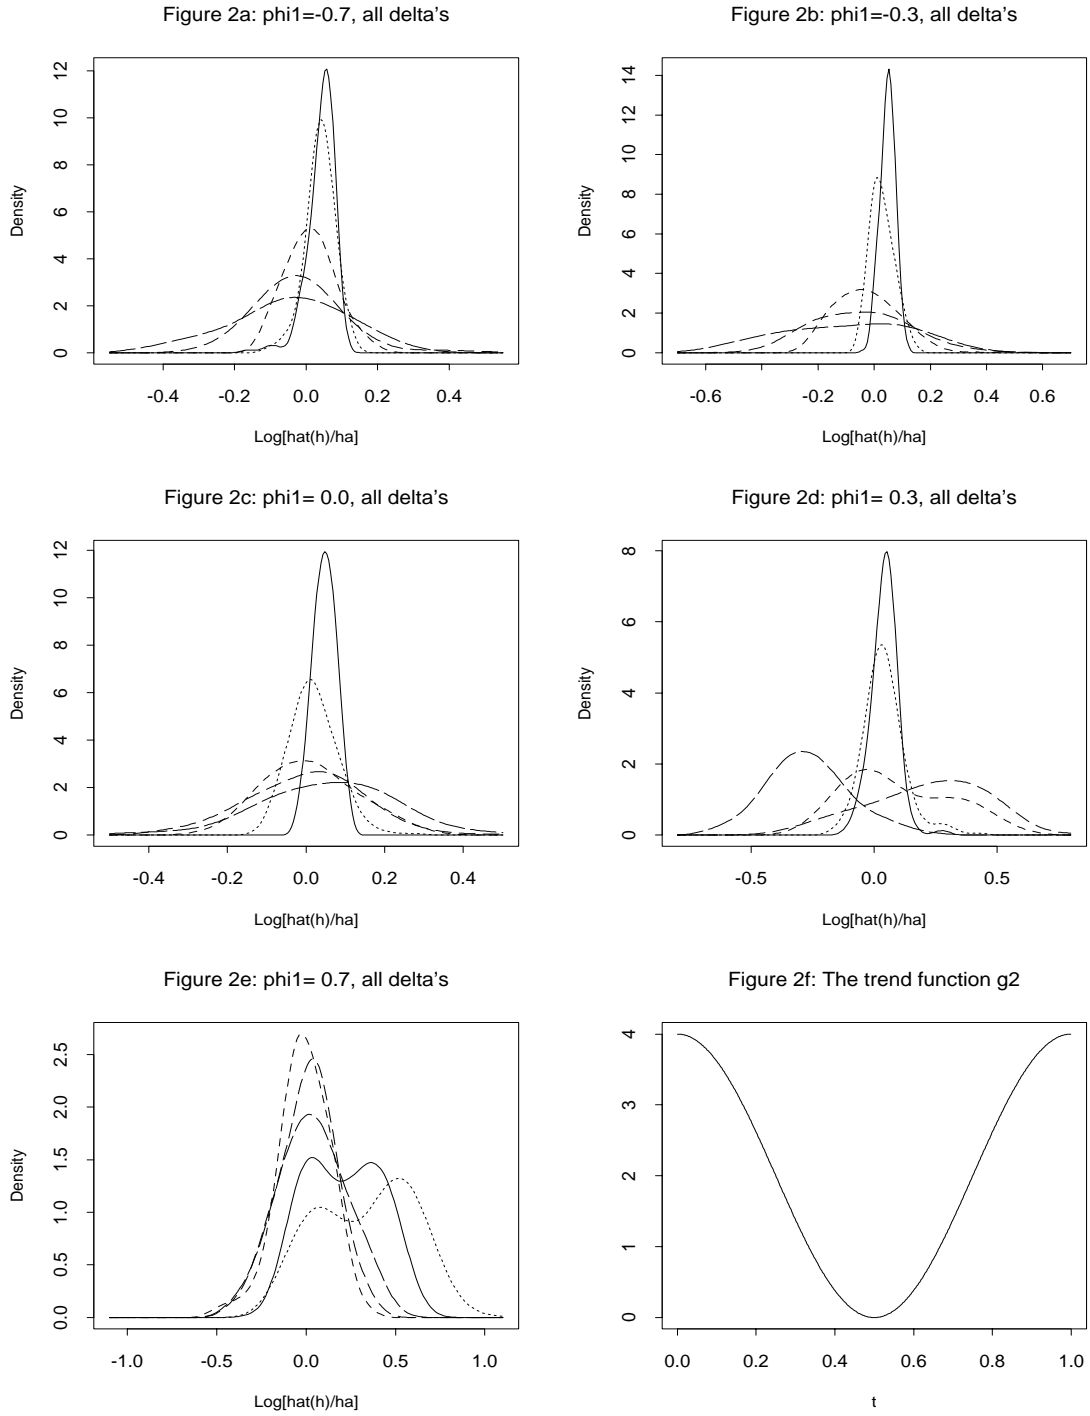 Figure 2a: phi1=-0.7, all delta's
Density
0 2 4 6 8 10 12
-0.4 -0.2 0.0 0.2 0.4
Log[hat(h)/ha]
Figure 2b: phi1=-0.3, all delta's
Density
0 2 4 6 8 10 12 14
-0.6 -0.2 0.0 0.2 0.4 0.6
Log[hat(h)/ha]
Figure 2c: phi1= 0.0, all delta's
Density
0 2 4 6 8 10 12
-0.4 -0.2 0.0 0.2 0.4
Log[hat(h)/ha]
Figure 2d: phi1= 0.3, all delta's
Density
0 2 4 6 8
-0.5 0.0 0.5
Log[hat(h)/ha]
Figure 2e: phi1= 0.7, all delta's
Density
0.0 0.5 1.0 1.5 2.0 2.5
-1.0 -0.5 0.0 0.5 1.0
Log[hat(h)/ha]
Figure 2f: The trend function g2
0 1 2 3 4
0.0 0.2 0.4 0.6 0.8 1.0
t